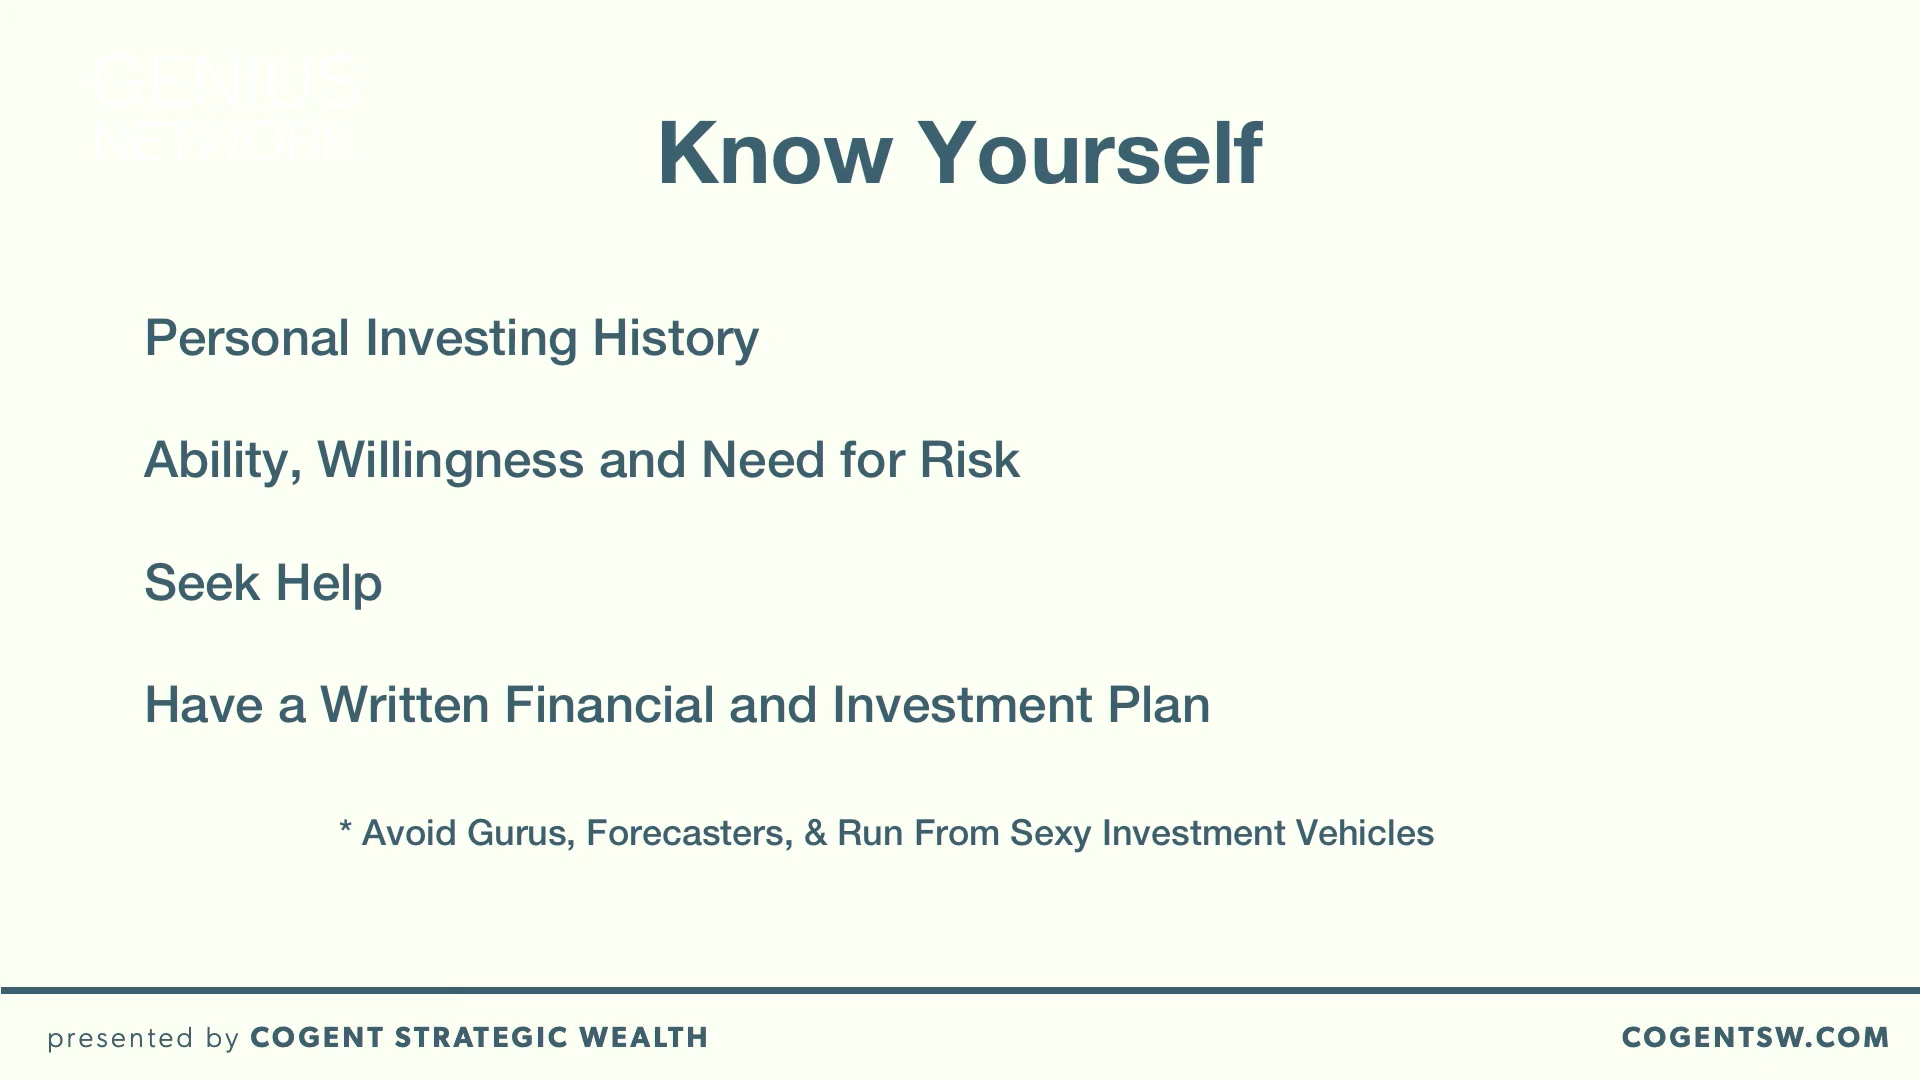 GENIUS
NETWORK
Know Yourself
Personal Investing History
Ability, Willingness and Need for Risk
Seek Help
Have a Written Financial and Investment Plan
* Avoid Gurus, Forecasters, & Run From Sexy Investment Vehicles
presented by COGENT STRATEGIC WEALTH
COGENTSW.COM